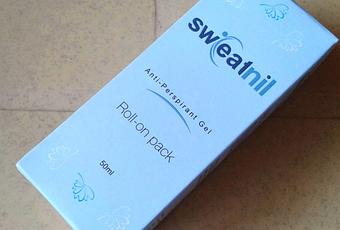 sweatnil
Anti-Perspirant Gel
Roll-on pack
50ml